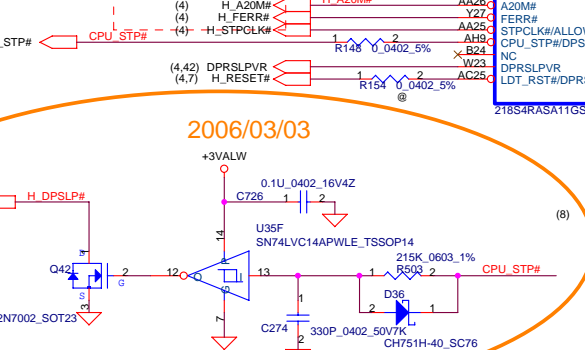 (4) H_A20M# H_A20M# AA26 A20M#
(4) H_FERR# Y27 FERR#
(4) H_STPCLK# AA25 STPCLK#/ALLOW
_STP# CPU_STP# 1 2 AH9 CPU_STP#/DPS
R148 0_0402_5% B24 NC
(4,42) DPRSLPVR W23 DPRSLPVR
(4,7) H_RESET# 1 2 AC25 LDT_RST#/DPRS
R154 0_0402_5%
@
218S4RASA11GS
2006/03/03
+3VALW
0.1U_0402_16V4Z
H_DPSLP# C726 1 2
(8)
U35F
14 SN74LVC14APWLE_TSSOP14
215K_0603_1%
D P R503 CPU_STP#
Q42 2 12 13 1 2
G
S
3 G 1 D36
7 2 1
2N7002_SOT23 C274 330P_0402_50V7K
CH751H-40_SC76
2